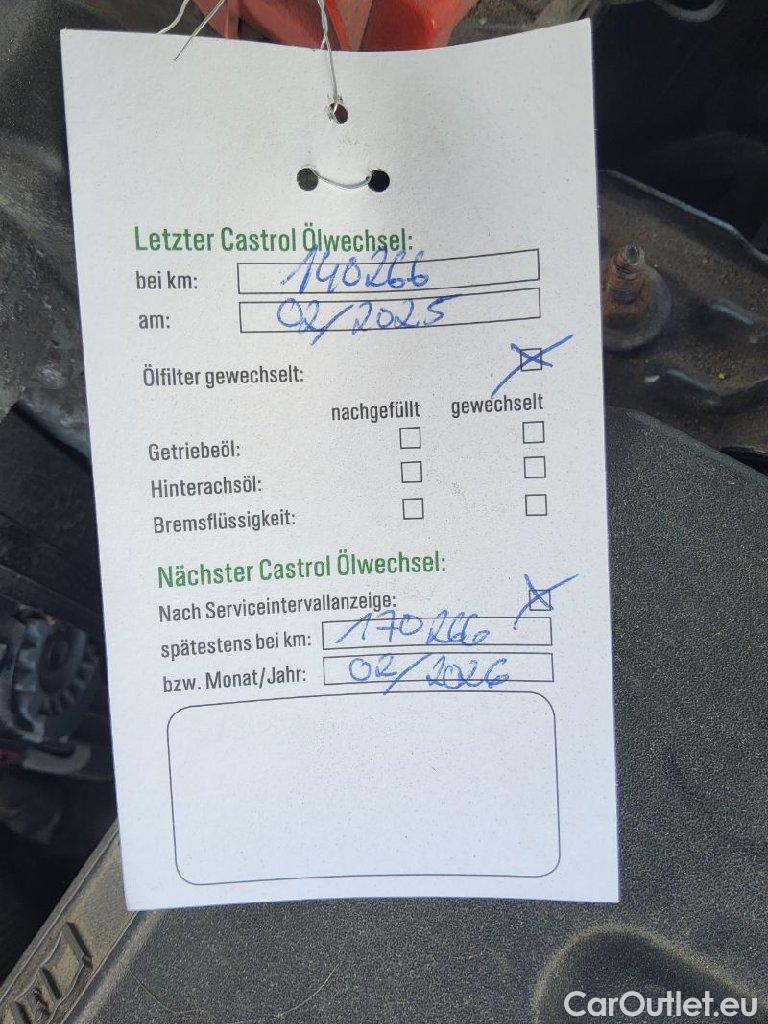 Letzter Castrol Ölwechsel:
bei km: 140266
am: 02/2025
Ölfilter gewechselt:
nachgefüllt gewechselt
Getriebeöl:
Hinterachsöl:
Bremsflüssigkeit:
Nächster Castrol Ölwechsel:
Nach Serviceintervallanzeige:
spätestens bei km: 170266
bzw. Monat/Jahr: 02/2026
CarOutlet.eu